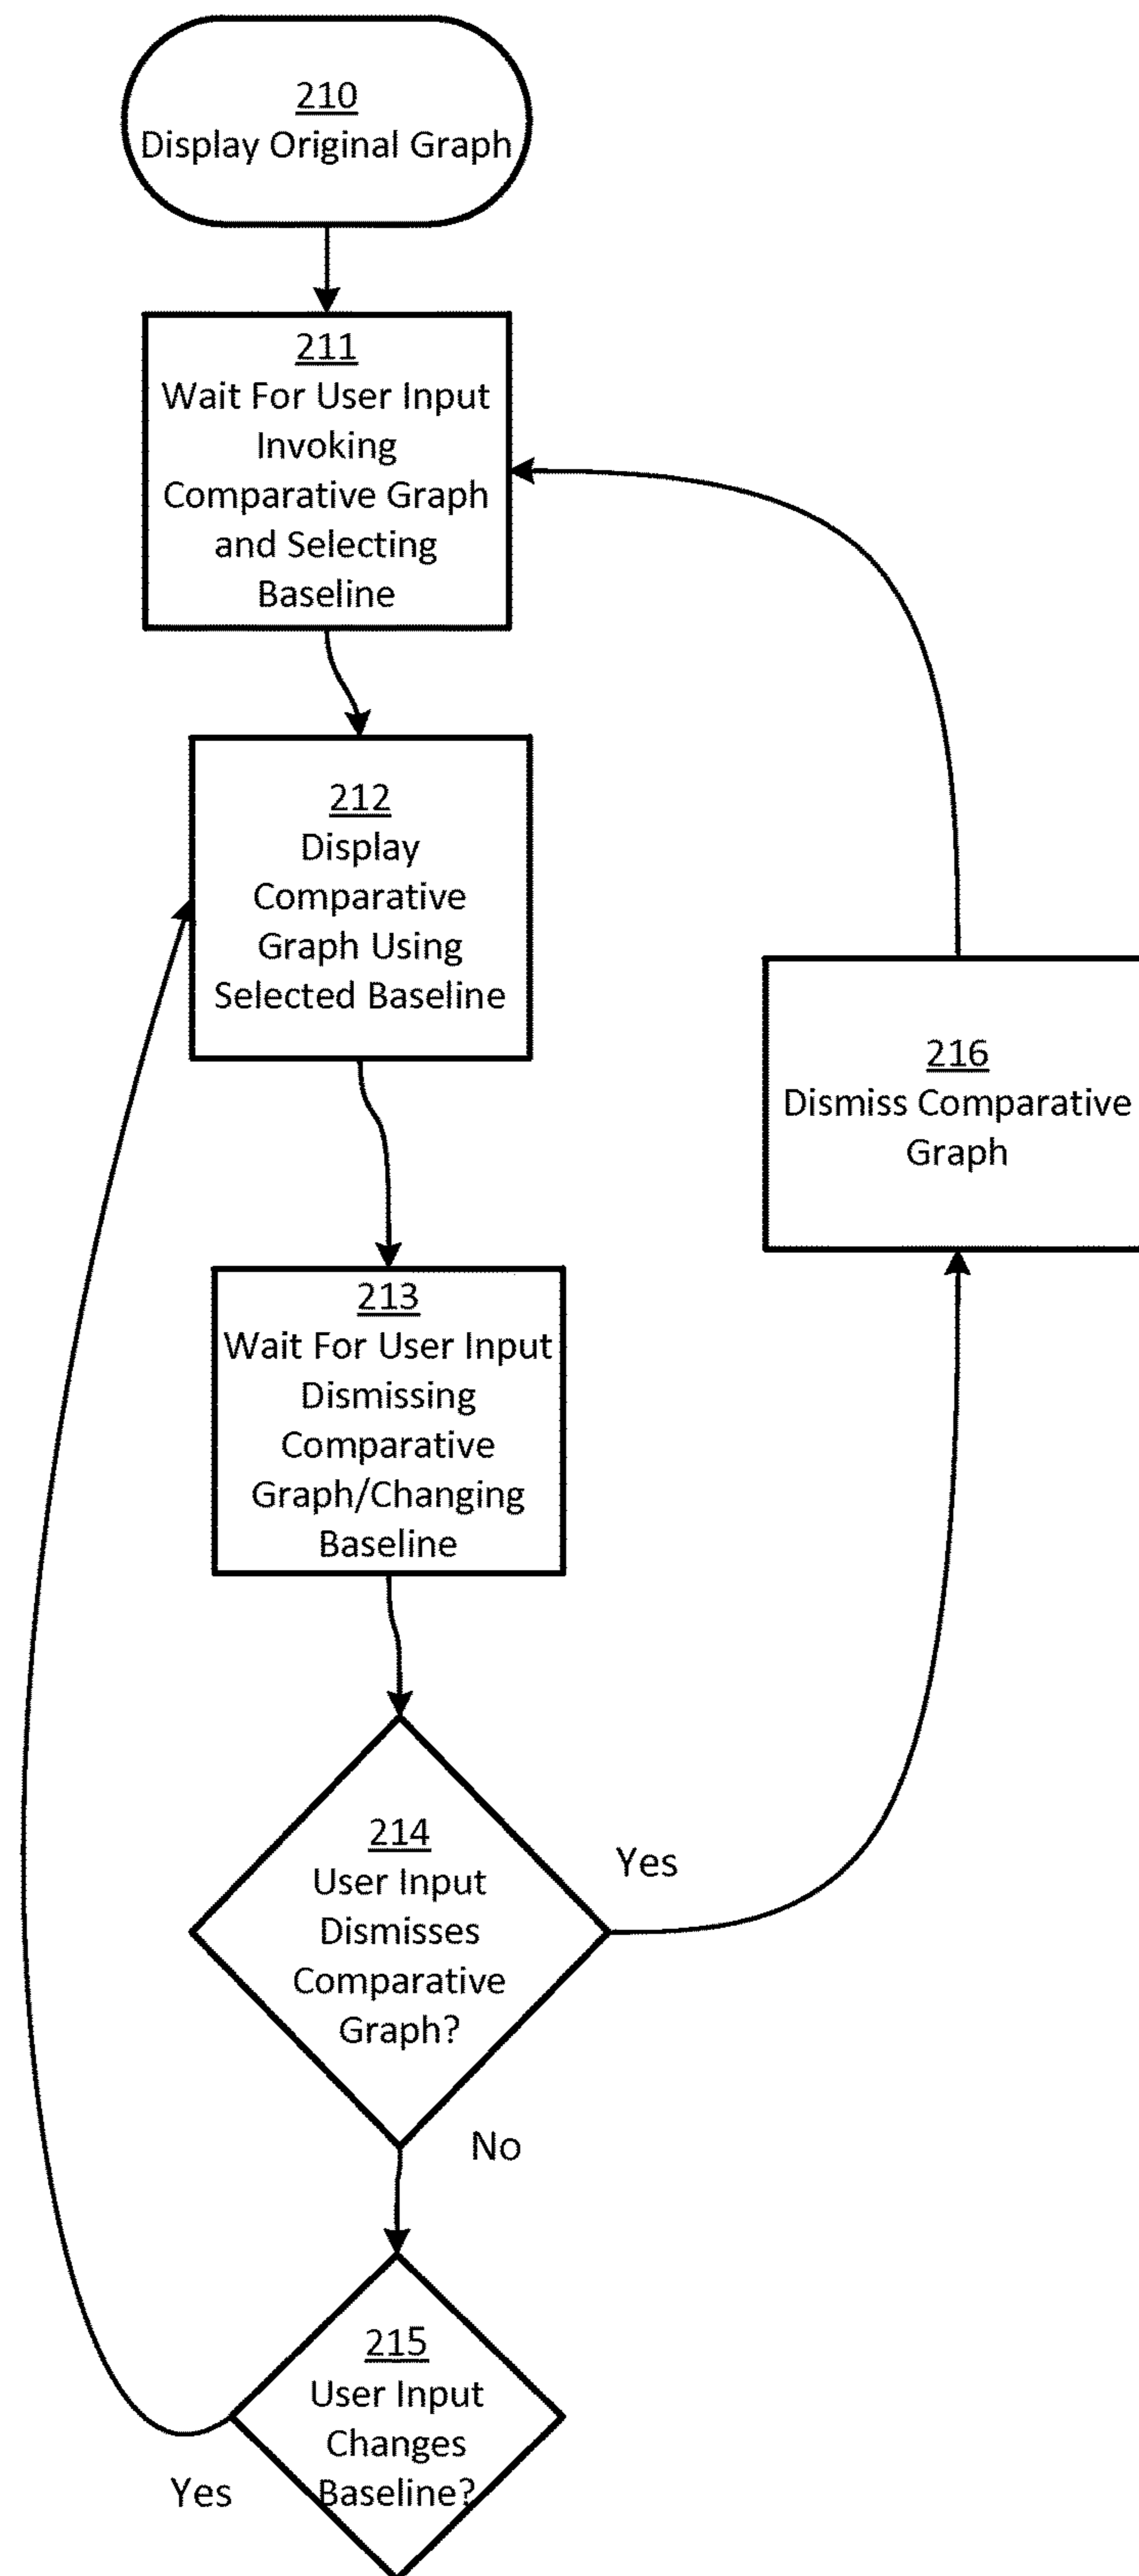 210
Display Original Graph
211
Wait For User Input
Invoking
Comparative Graph
and Selecting
Baseline
212
Display
Comparative
Graph Using
Selected Baseline
216
Dismiss Comparative
Graph
213
Wait For User Input
Dismissing
Comparative
Graph/Changing
Baseline
214
User Input
Dismisses
Comparative
Graph?
Yes
No
215
User Input
Changes
Baseline?
Yes